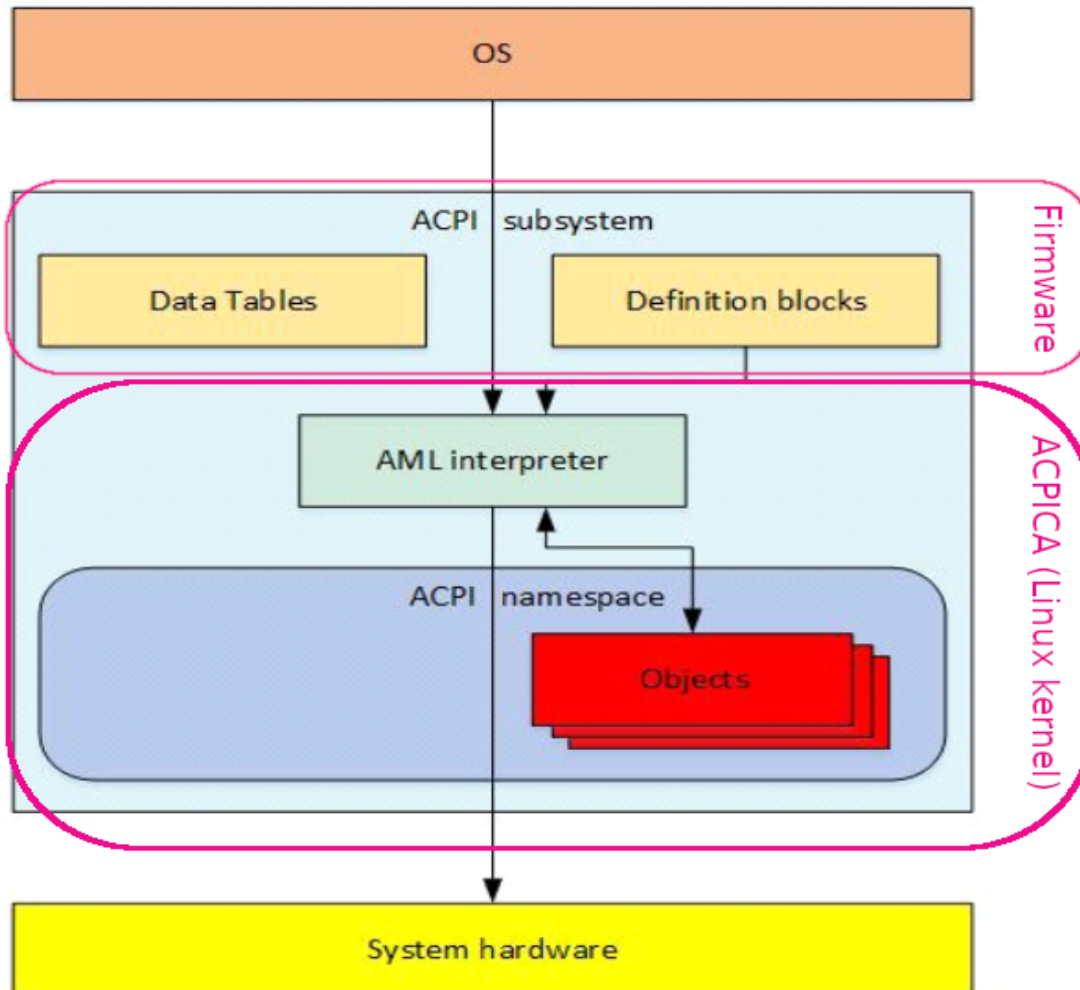 OS
ACPI subsystem
Firmware
Data Tables
Definition blocks
AML interpreter
ACPICA (Linux kernel)
ACPI namespace
Objects
System hardware